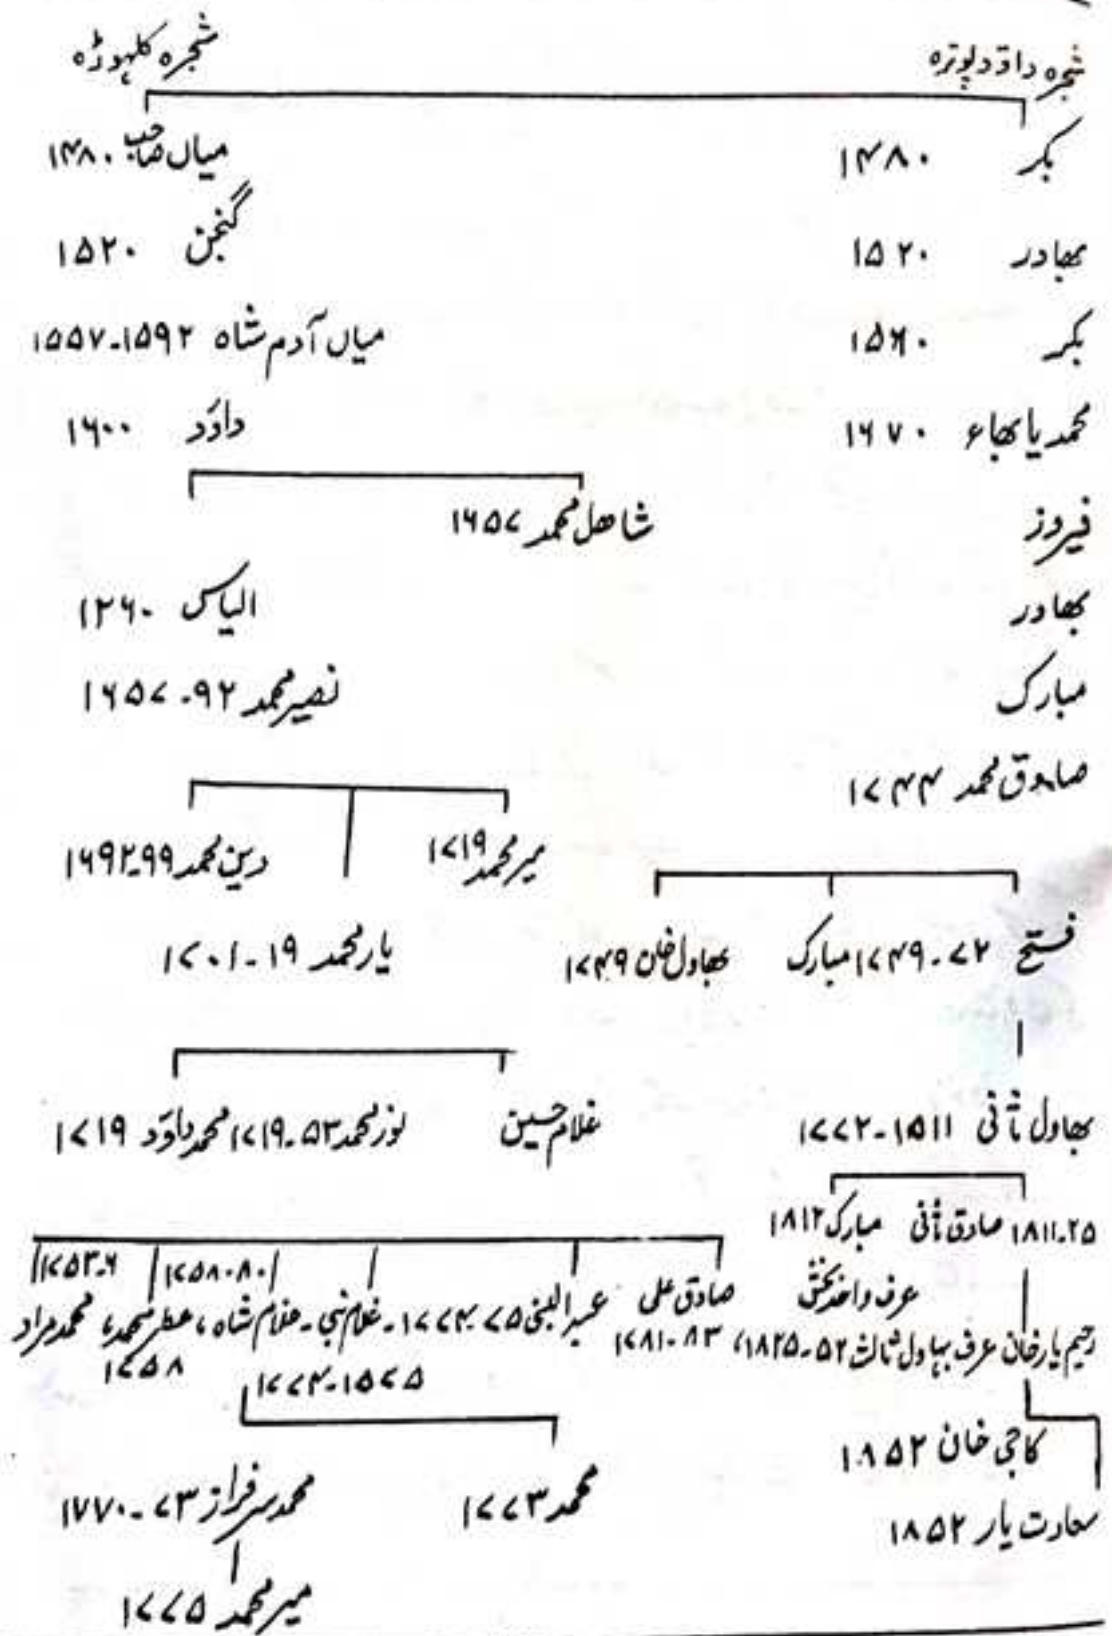 شجرہ داؤد پوترہ شجرہ کلہوڑہ
بکر ۱۴۸۰ میاں صاحب ۱۴۸۰
بہادر ۱۵۲۰ گنجن ۱۵۲۰
بکر ۱۵۶۰ میاں آدم شاہ ۱۵۹۲-۱۵۵۷
محمد یا بھاء ۱۶۷۰ داؤد ۱۶۰۰
فیروز شاھل محمد ۱۶۵۷
بھادر الیاس ۱۲۶۰
مبارک نصیر محمد ۹۲-۱۶۵۷
صادق محمد ۱۷۴۴
میر محمد ۱۷۱۹ دین محمد ۹۹-۱۶۹۲
فتح ۷۲-۱۷۴۹ مبارک بھاول خان ۱۷۴۹ یار محمد ۱۹-۱۷۰۱
بھاول ثانی ۱۵۱۱-۱۷۷۲ غلام حسین نور محمد ۵۳-۱۷۱۹ محمد داؤد ۱۷۱۹
۱۸۱۱-۲۵ صادق ثانی مبارک ۱۸۱۲
۱۷۵۸-۸۰ ۱۷۵۳-۶
عرف صادق علی عبدالنبی ۷۵-۱۷۷۴- غلام نبی- غلام شاہ، عطر محمد، محمد مراد
رحیم یار خان عرف بہاول ثالث ۵۲-۱۸۲۵، ۸۳-۱۷۸۱ ۱۷۵۸
۱۷۷۴-۱۵۷۵
کاجی خان ۱۸۵۲
محمد ۱۷۷۳ محمد سرفراز ۷۳-۱۷۷۰
سعادت یار ۱۸۵۲
میر محمد ۱۷۷۵